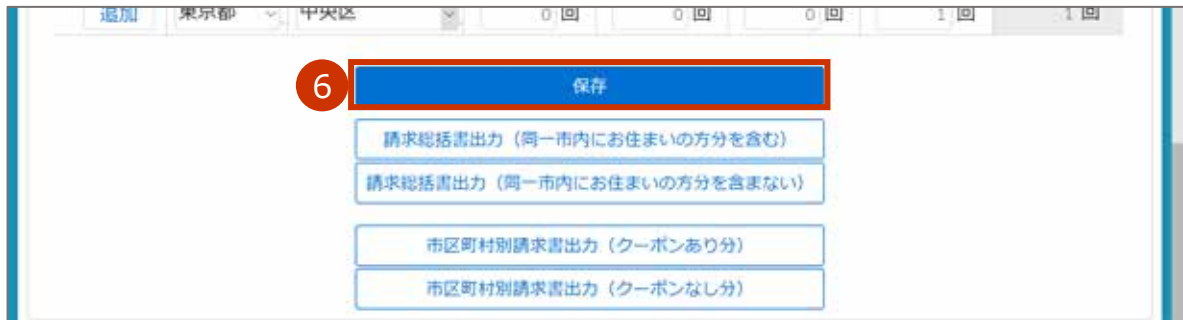 追加 東京都 中央区 0 回 0 回 0 回 1 回 1 回
6 保存
請求総括書出力（同一市内にお住まいの方分を含む）
請求総括書出力（同一市内にお住まいの方分を含まない）
市区町村別請求書出力（クーポンあり分）
市区町村別請求書出力（クーポンなし分）